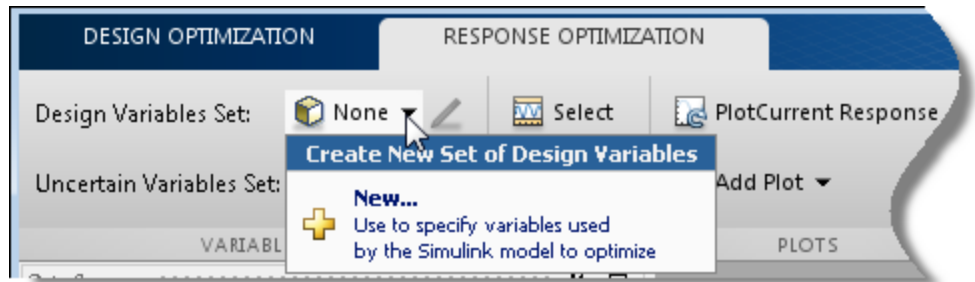 DESIGN OPTIMIZATION
RESPONSE OPTIMIZATION
Design Variables Set:
None
Select
PlotCurrent Response
Create New Set of Design Variables
Uncertain Variables Set:
New...
Use to specify variables used
by the Simulink model to optimize
Add Plot
VARIABL
PLOTS